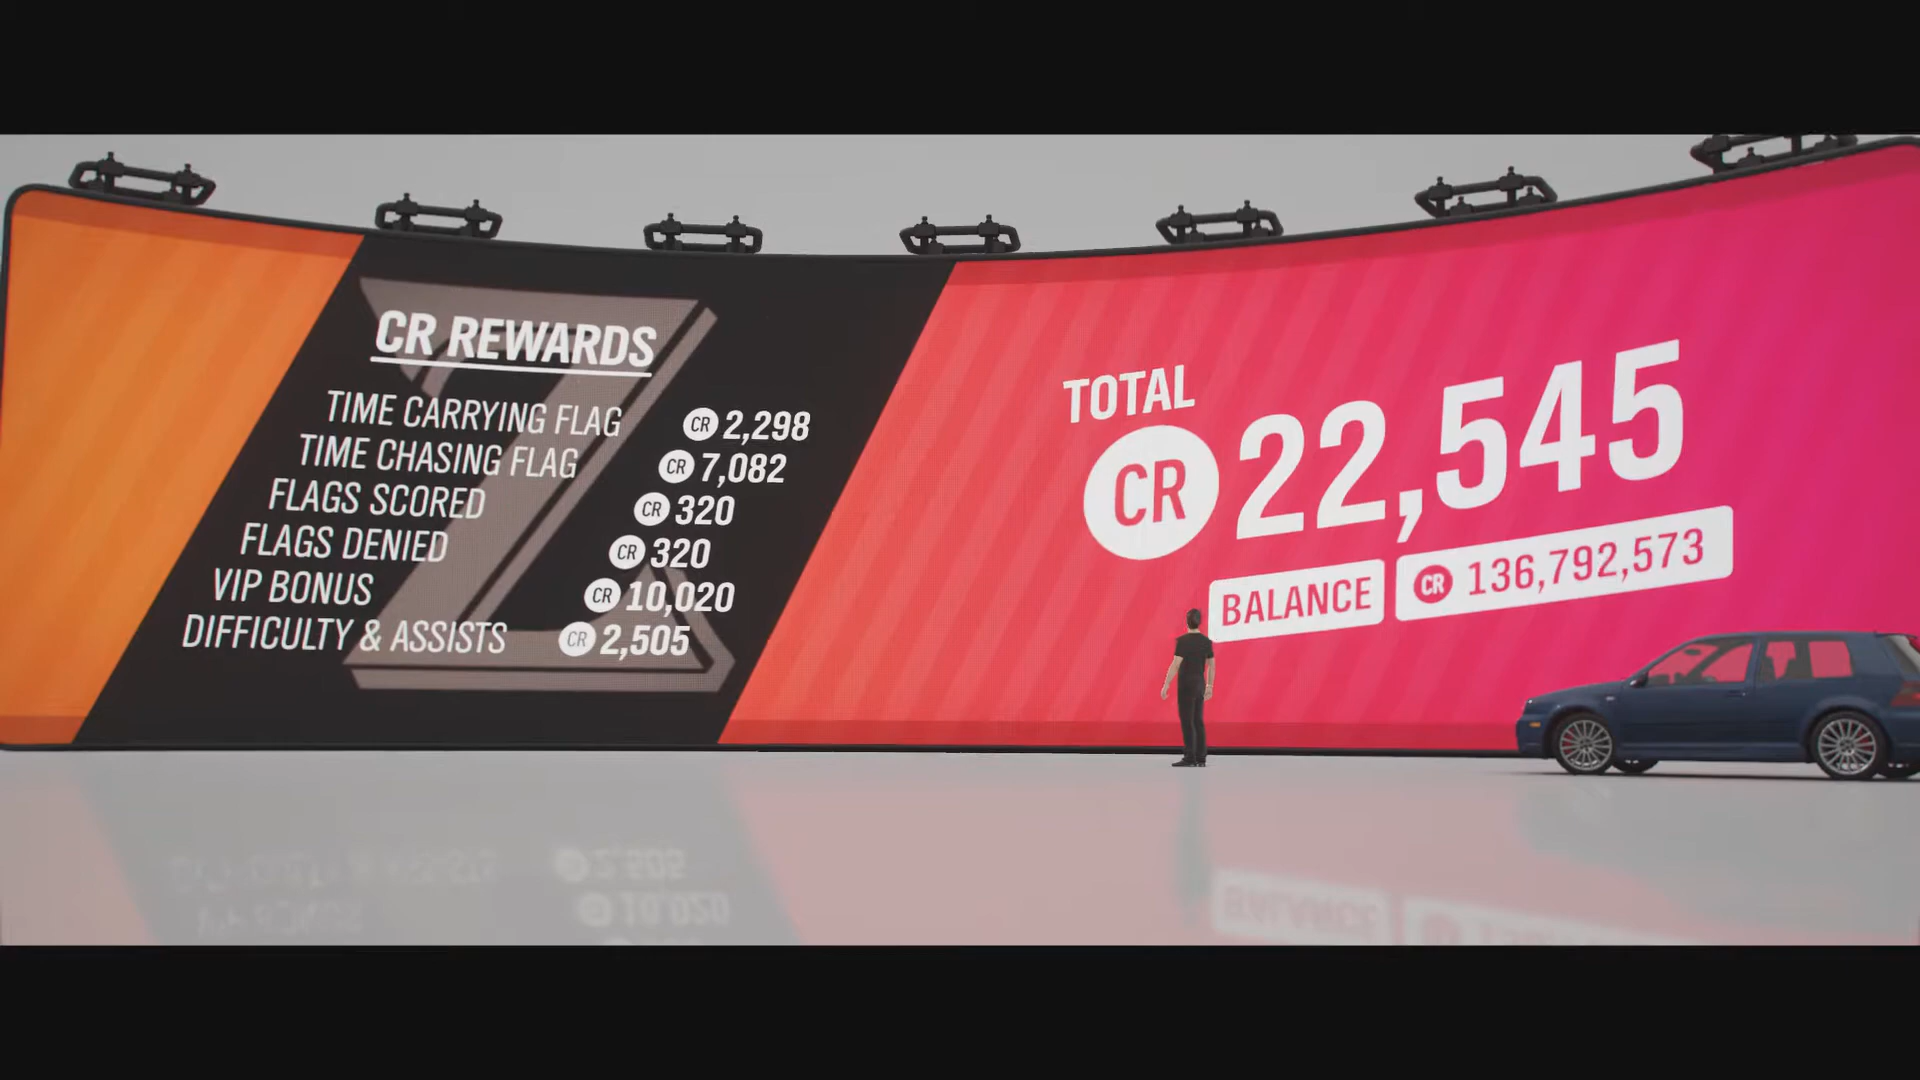 CR REWARDS
TIME CARRYING FLAG CR 2,298
TIME CHASING FLAG CR 7,082
FLAGS SCORED CR 320
FLAGS DENIED CR 320
VIP BONUS CR 10,020
DIFFICULTY & ASSISTS CR 2,505
TOTAL
CR 22,545
BALANCE CR 136,792,573